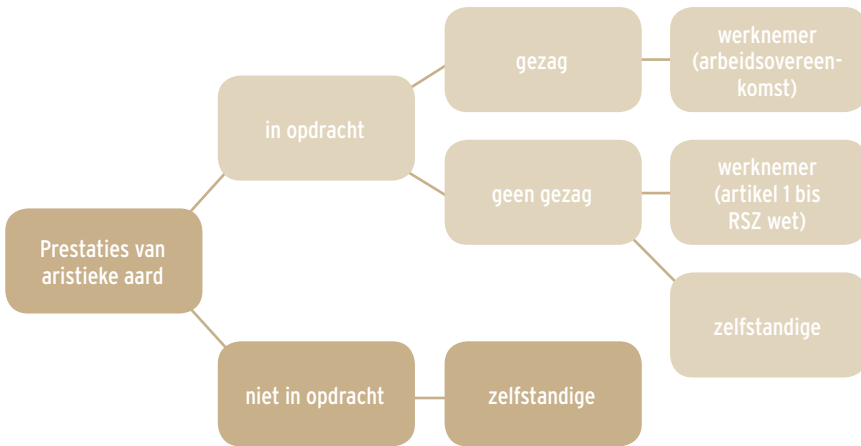 Prestaties van
aristieke aard
in opdracht
gezag
werknemer
(arbeidsovereen-
komst)
geen gezag
werknemer
(artikel 1 bis
RSZ wet)
zelfstandige
niet in opdracht
zelfstandige